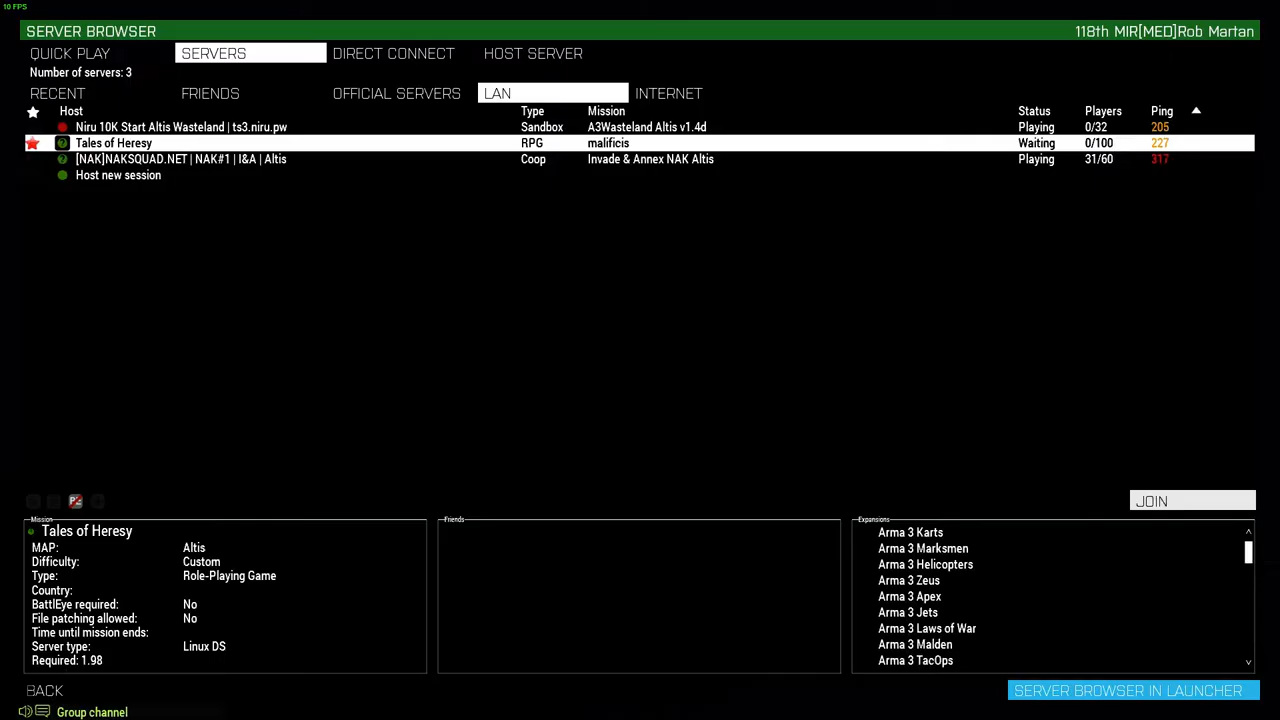 10 FPS
SERVER BROWSER 118th MIR[MED]Rob Martan
QUICK PLAY SERVERS DIRECT CONNECT HOST SERVER
Number of servers: 3
RECENT FRIENDS OFFICIAL SERVERS LAN INTERNET
Host Type Mission Status Players Ping
Niru 10K Start Altis Wasteland | ts3.niru.pw Sandbox A3Wasteland Altis v1.4d Playing 0/32 205
Tales of Heresy RPG malificis Waiting 0/100 227
[NAK]NAKSQUAD.NET | NAK#1 | I&A | Altis Coop Invade & Annex NAK Altis Playing 31/60 317
Host new session
JOIN
Mission
Tales of Heresy
MAP: Altis
Difficulty: Custom
Type: Role-Playing Game
Country:
BattlEye required: No
File patching allowed: No
Time until mission ends:
Server type: Linux DS
Required: 1.98
Friends
Expansions
Arma 3 Karts
Arma 3 Marksmen
Arma 3 Helicopters
Arma 3 Zeus
Arma 3 Apex
Arma 3 Jets
Arma 3 Laws of War
Arma 3 Malden
Arma 3 TacOps
BACK SERVER BROWSER IN LAUNCHER
Group channel